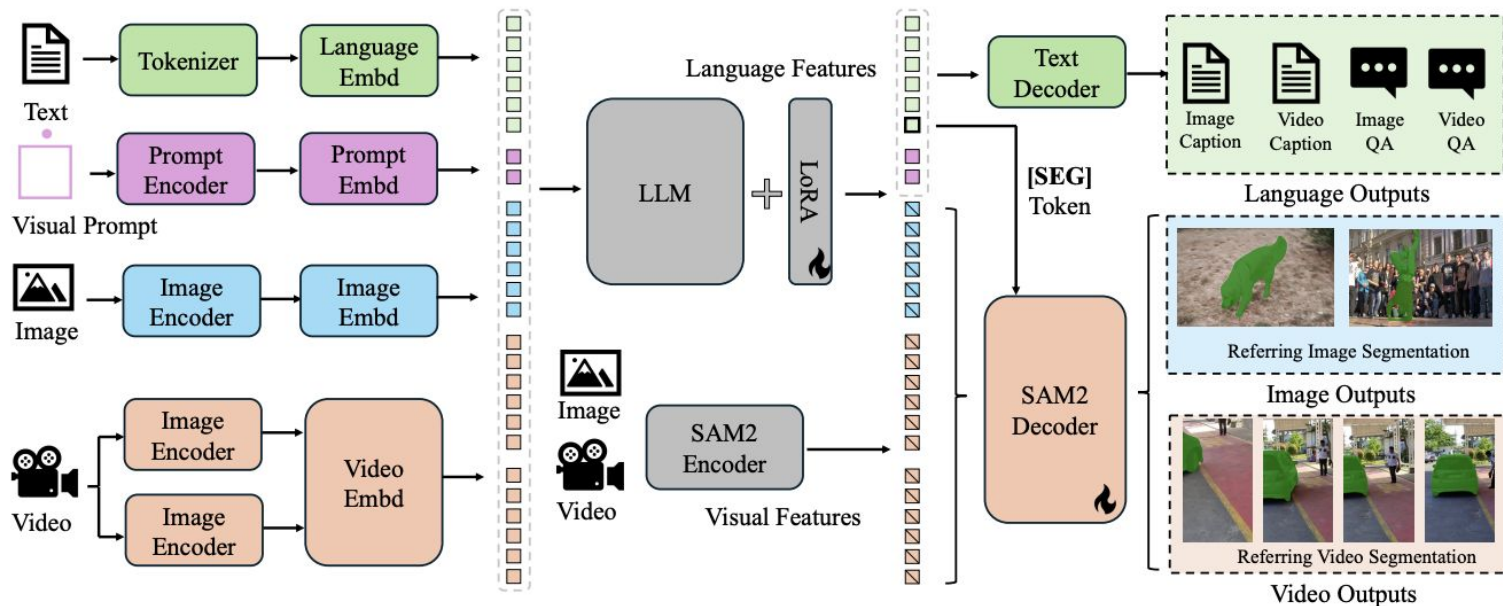 Text
Tokenizer
Language
Embd
Visual Prompt
Prompt
Encoder
Prompt
Embd
Image
Image
Encoder
Image
Embd
Video
Image
Encoder
Image
Encoder
Video
Embd
LLM
LoRA
Language Features
Image
Video
SAM2
Encoder
Visual Features
[SEG]
Token
Text
Decoder
SAM2
Decoder
Image
Caption
Video
Caption
Image
QA
Video
QA
Language Outputs
Referring Image Segmentation
Image Outputs
Referring Video Segmentation
Video Outputs